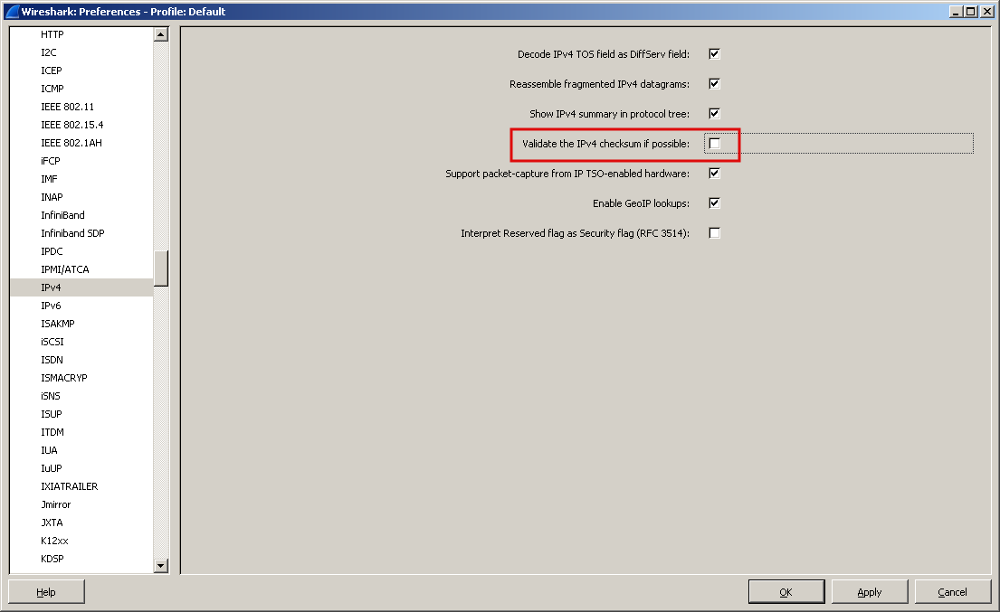 Wireshark: Preferences - Profile: Default
HTTP
I2C
ICEP
ICMP
IEEE 802.11
IEEE 802.15.4
IEEE 802.1AH
iFCP
IMF
INAP
InfiniBand
Infiniband SDP
IPDC
IPMI/ATCA
IPv4
IPv6
ISAKMP
iSCSI
ISDN
ISMACRYP
iSNS
ISUP
ITDM
IUA
IuUP
IXIATRAILER
Jmirror
JXTA
K12xx
KDSP
Decode IPv4 TOS field as DiffServ field:
Reassemble fragmented IPv4 datagrams:
Show IPv4 summary in protocol tree:
Validate the IPv4 checksum if possible:
Support packet-capture from IP TSO-enabled hardware:
Enable GeoIP lookups:
Interpret Reserved flag as Security flag (RFC 3514):
Help
OK
Apply
Cancel